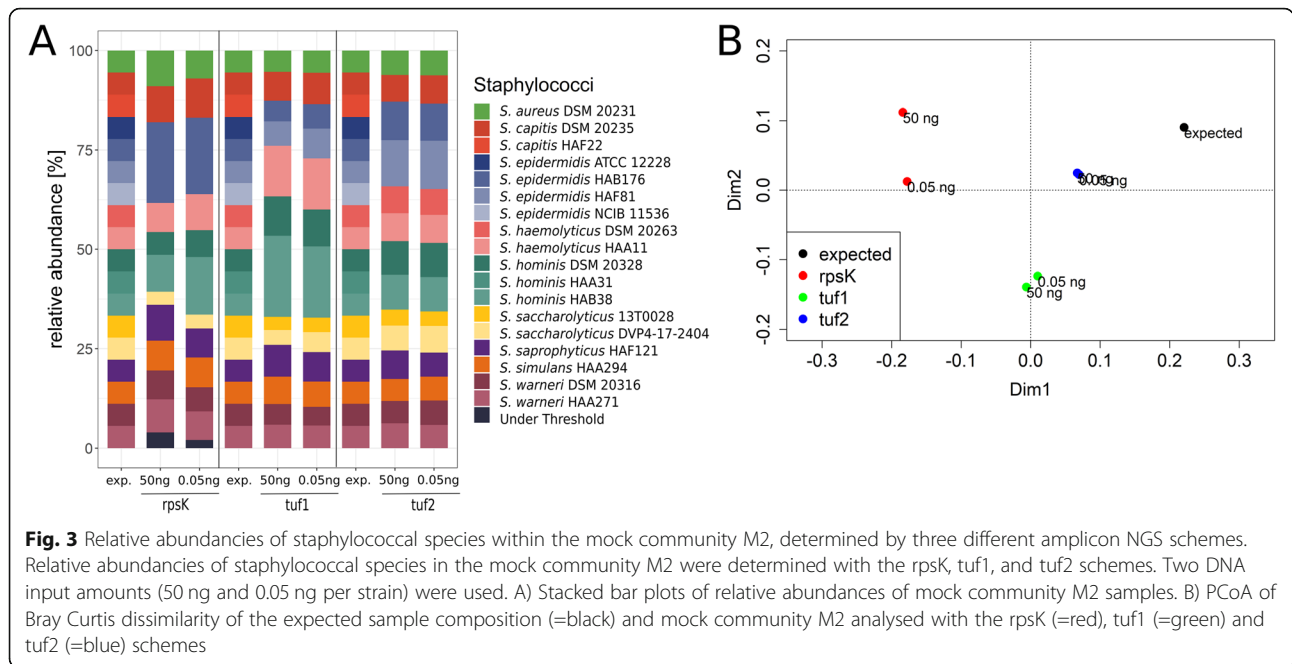 A
100
75
50
25
0
relative abundance [%]
exp. 50ng 0.05ng exp. 50ng 0.05ng exp. 50ng 0.05ng
rpsK tuf1 tuf2
Staphylococci
S. aureus DSM 20231
S. capitis DSM 20235
S. capitis HAF22
S. epidermidis ATCC 12228
S. epidermidis HAB176
S. epidermidis HAF81
S. epidermidis NCIB 11536
S. haemolyticus DSM 20263
S. haemolyticus HAA11
S. hominis DSM 20328
S. hominis HAA31
S. hominis HAB38
S. saccharolyticus 13T0028
S. saccharolyticus DVP4-17-2404
S. saprophyticus HAF121
S. simulans HAA294
S. warneri DSM 20316
S. warneri HAA271
Under Threshold
B
0.2
0.1
0.0
-0.1
-0.2
Dim2
50 ng
0.05 ng
expected
50 ng
0.05 ng
0.05 ng
50 ng
expected
rpsK
tuf1
tuf2
-0.3 -0.2 -0.1 0.0 0.1 0.2 0.3
Dim1
Fig. 3 Relative abundancies of staphylococcal species within the mock community M2, determined by three different amplicon NGS schemes.
Relative abundancies of staphylococcal species in the mock community M2 were determined with the rpsK, tuf1, and tuf2 schemes. Two DNA
input amounts (50 ng and 0.05 ng per strain) were used. A) Stacked bar plots of relative abundances of mock community M2 samples. B) PCoA of
Bray Curtis dissimilarity of the expected sample composition (=black) and mock community M2 analysed with the rpsK (=red), tuf1 (=green) and
tuf2 (=blue) schemes